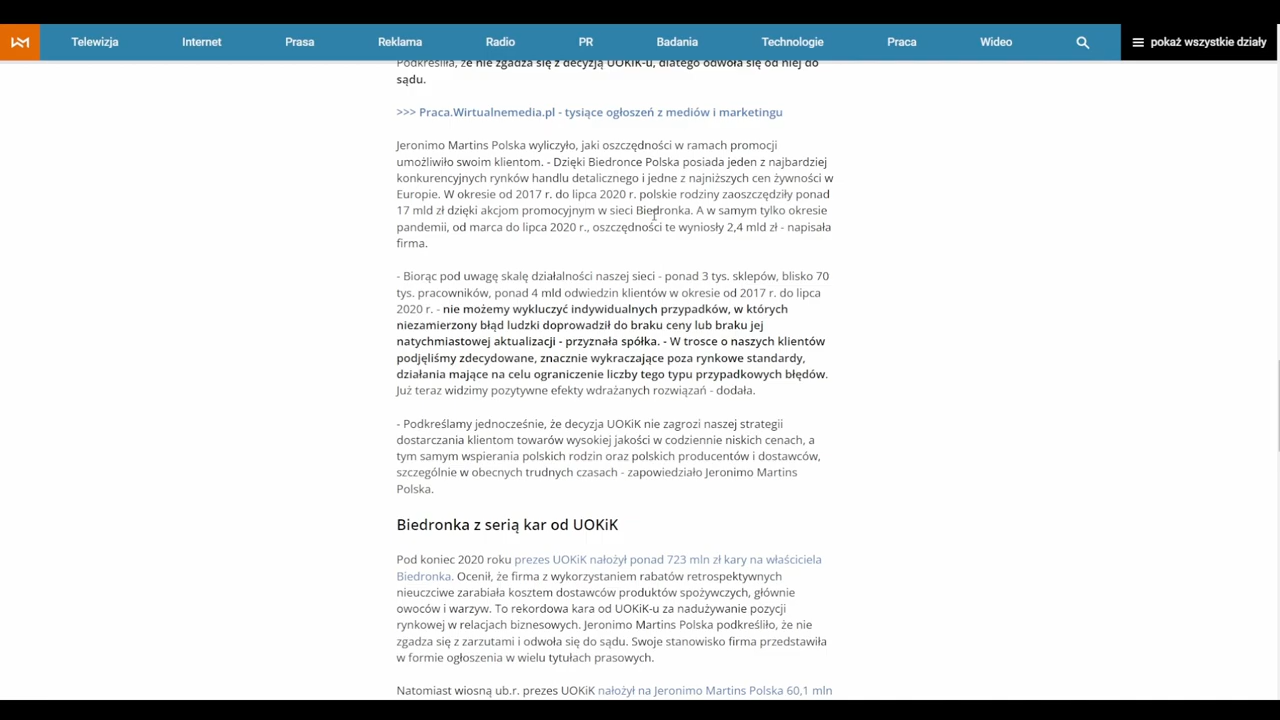 Telewizja Internet Prasa Reklama Radio PR Badania Technologie Praca Wideo pokaż wszystkie działy
Podkreśliła, że nie zgadza się z decyzją UOKiK-u, dlatego odwoła się od niej do
sądu.
>>> Praca.Wirtualnemedia.pl - tysiące ogłoszeń z mediów i marketingu
Jeronimo Martins Polska wyliczyło, jaki oszczędności w ramach promocji
umożliwiło swoim klientom. - Dzięki Biedronce Polska posiada jeden z najbardziej
konkurencyjnych rynków handlu detalicznego i jedne z najniższych cen żywności w
Europie. W okresie od 2017 r. do lipca 2020 r. polskie rodziny zaoszczędziły ponad
17 mld zł dzięki akcjom promocyjnym w sieci Biedronka. A w samym tylko okresie
pandemii, od marca do lipca 2020 r., oszczędności te wyniosły 2,4 mld zł - napisała
firma.
- Biorąc pod uwagę skalę działalności naszej sieci - ponad 3 tys. sklepów, blisko 70
tys. pracowników, ponad 4 mld odwiedzin klientów w okresie od 2017 r. do lipca
2020 r. - nie możemy wykluczyć indywidualnych przypadków, w których
niezamierzony błąd ludzki doprowadził do braku ceny lub braku jej
natychmiastowej aktualizacji - przyznała spółka. - W trosce o naszych klientów
podjęliśmy zdecydowane, znacznie wykraczające poza rynkowe standardy,
działania mające na celu ograniczenie liczby tego typu przypadkowych błędów.
Już teraz widzimy pozytywne efekty wdrażanych rozwiązań - dodała.
- Podkreślamy jednocześnie, że decyzja UOKiK nie zagrozi naszej strategii
dostarczania klientom towarów wysokiej jakości w codziennie niskich cenach, a
tym samym wspierania polskich rodzin oraz polskich producentów i dostawców,
szczególnie w obecnych trudnych czasach - zapowiedziało Jeronimo Martins
Polska.
Biedronka z serią kar od UOKiK
Pod koniec 2020 roku prezes UOKiK nałożył ponad 723 mln zł kary na właściciela
Biedronka. Ocenił, że firma z wykorzystaniem rabatów retrospektywnych
nieuczciwe zarabiała kosztem dostawców produktów spożywczych, głównie
owoców i warzyw. To rekordowa kara od UOKiK-u za nadużywanie pozycji
rynkowej w relacjach biznesowych. Jeronimo Martins Polska podkreśliło, że nie
zgadza się z zarzutami i odwoła się do sądu. Swoje stanowisko firma przedstawiła
w formie ogłoszenia w wielu tytułach prasowych.
Natomiast wiosną ub.r. prezes UOKiK nałożył na Jeronimo Martins Polska 60,1 mln